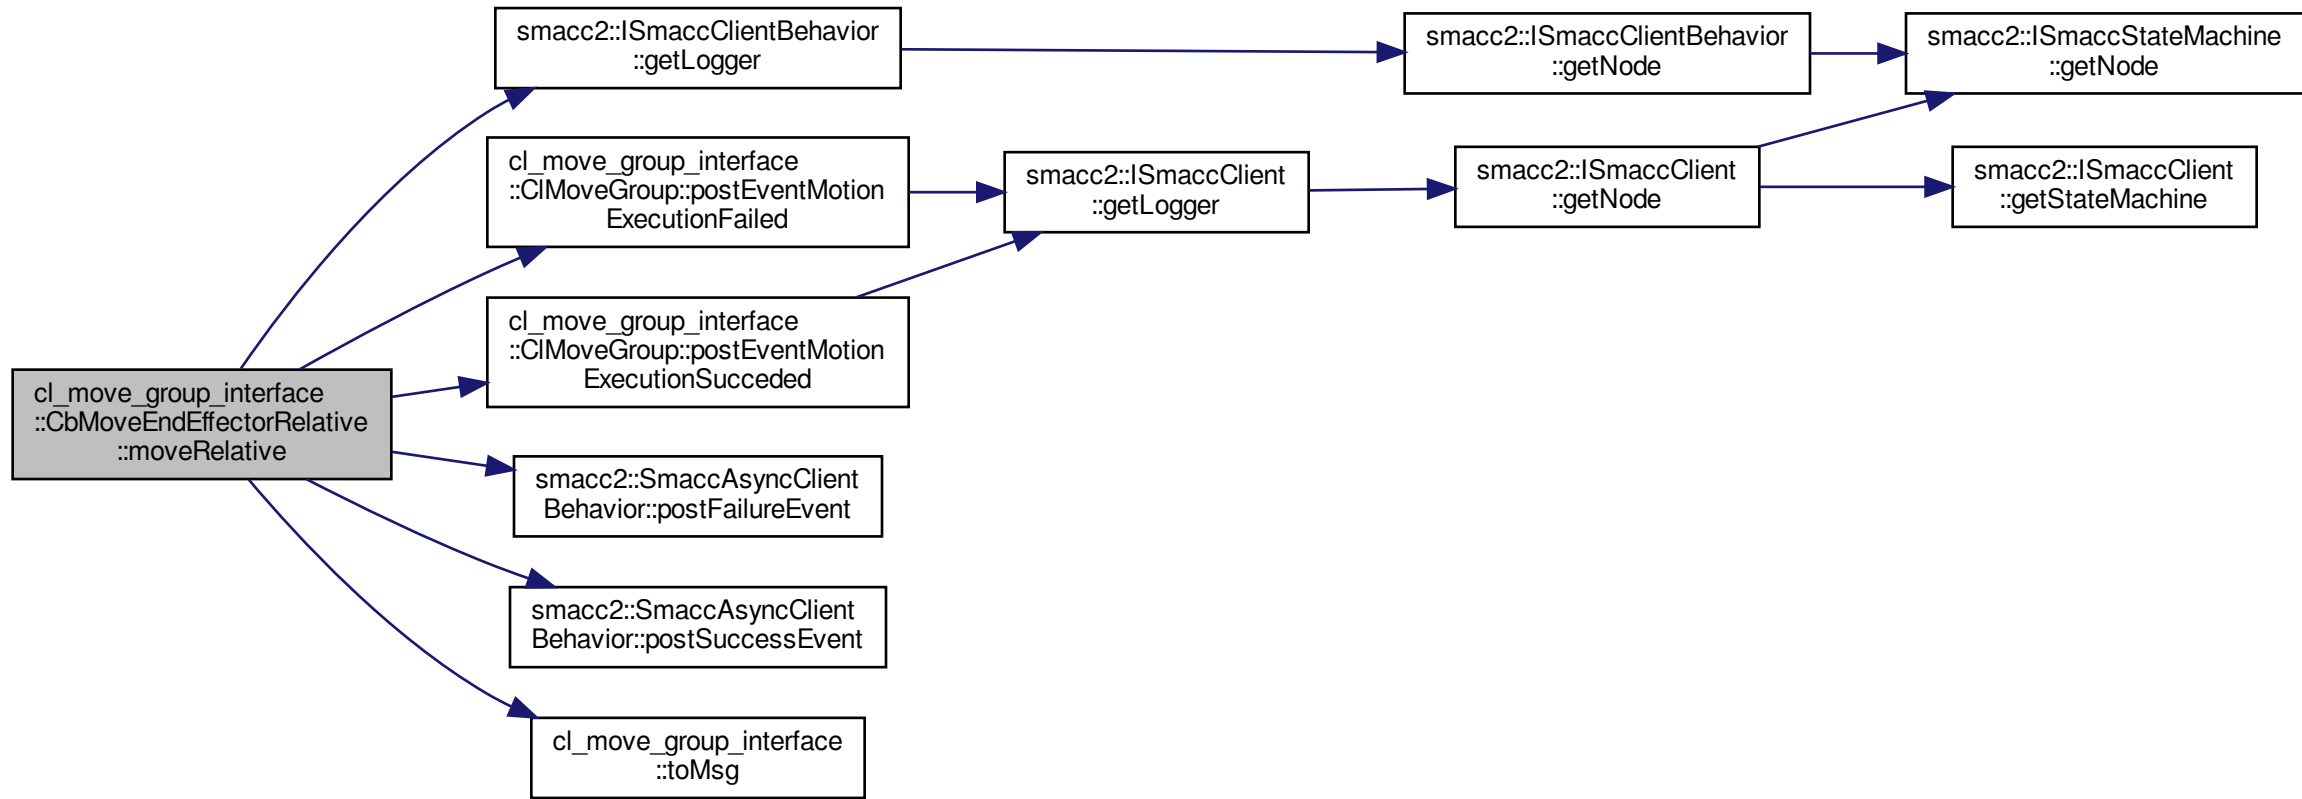 smacc2::ISmaccClientBehavior
::getLogger
smacc2::ISmaccClientBehavior
::getNode
smacc2::ISmaccStateMachine
::getNode
cl_move_group_interface
::ClMoveGroup::postEventMotion
ExecutionFailed
smacc2::ISmaccClient
::getLogger
smacc2::ISmaccClient
::getNode
smacc2::ISmaccClient
::getStateMachine
cl_move_group_interface
::ClMoveGroup::postEventMotion
ExecutionSucceded
cl_move_group_interface
::CbMoveEndEffectorRelative
::moveRelative
smacc2::SmaccAsyncClient
Behavior::postFailureEvent
smacc2::SmaccAsyncClient
Behavior::postSuccessEvent
cl_move_group_interface
::toMsg